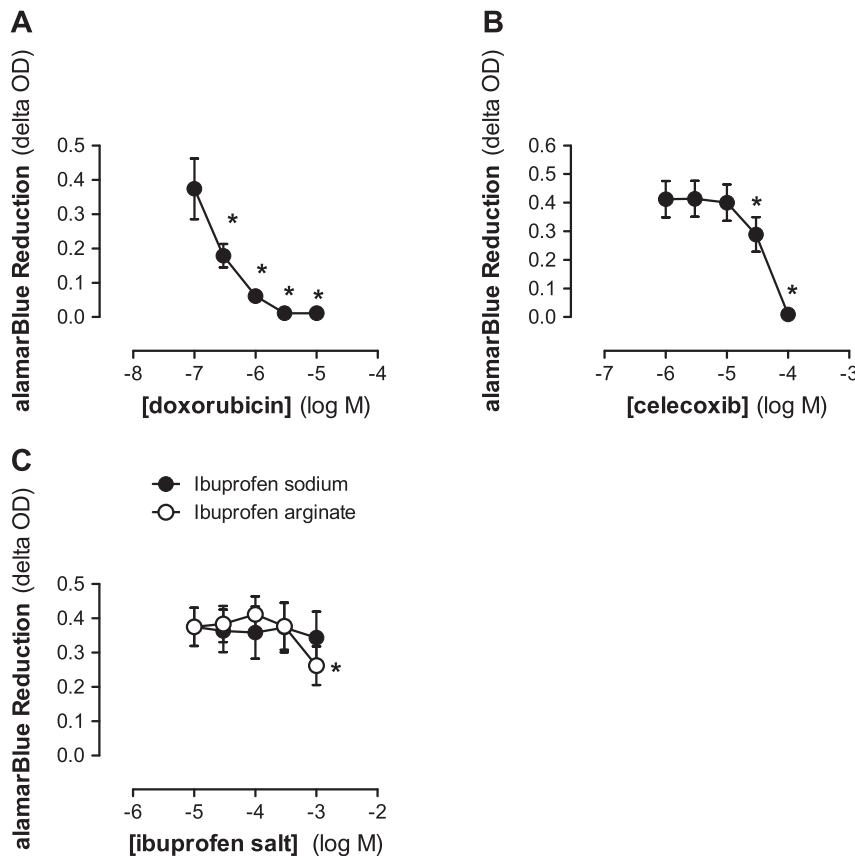 A
alamarBlue Reduction (delta OD)
0.5
0.4
0.3
0.2
0.1
0.0
*
*
*
*
-8 -7 -6 -5 -4
[doxorubicin] (log M)
B
alamarBlue Reduction (delta OD)
0.6
0.5
0.4
0.3
0.2
0.1
0.0
*
*
-7 -6 -5 -4 -3
[celecoxib] (log M)
C
Ibuprofen sodium
Ibuprofen arginate
alamarBlue Reduction (delta OD)
0.5
0.4
0.3
0.2
0.1
0.0
*
-6 -5 -4 -3 -2
[ibuprofen salt] (log M)